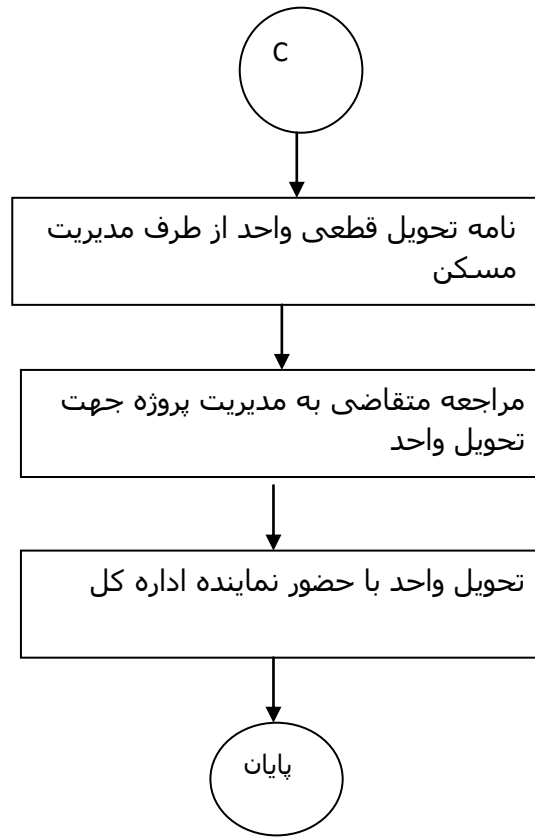 C
نامه تحویل قطعی واحد از طرف مدیریت
مسکن
مراجعه متقاضی به مدیریت پروژه جهت
تحویل واحد
تحویل واحد با حضور نماینده اداره کل
پایان